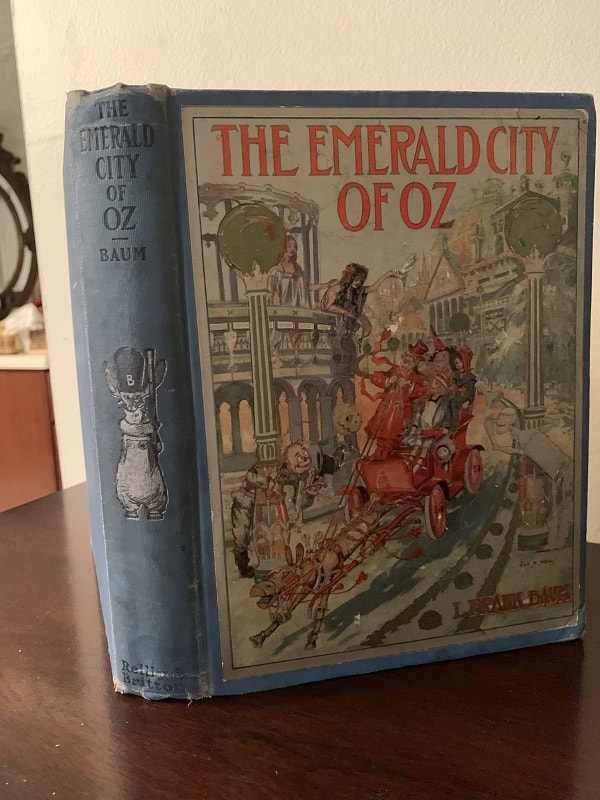 THE
EMERALD
CITY
OF
OZ
BAUM
B
Reilly &
Britton
THE EMERALD CITY
OF OZ
L. FRANK BAUM